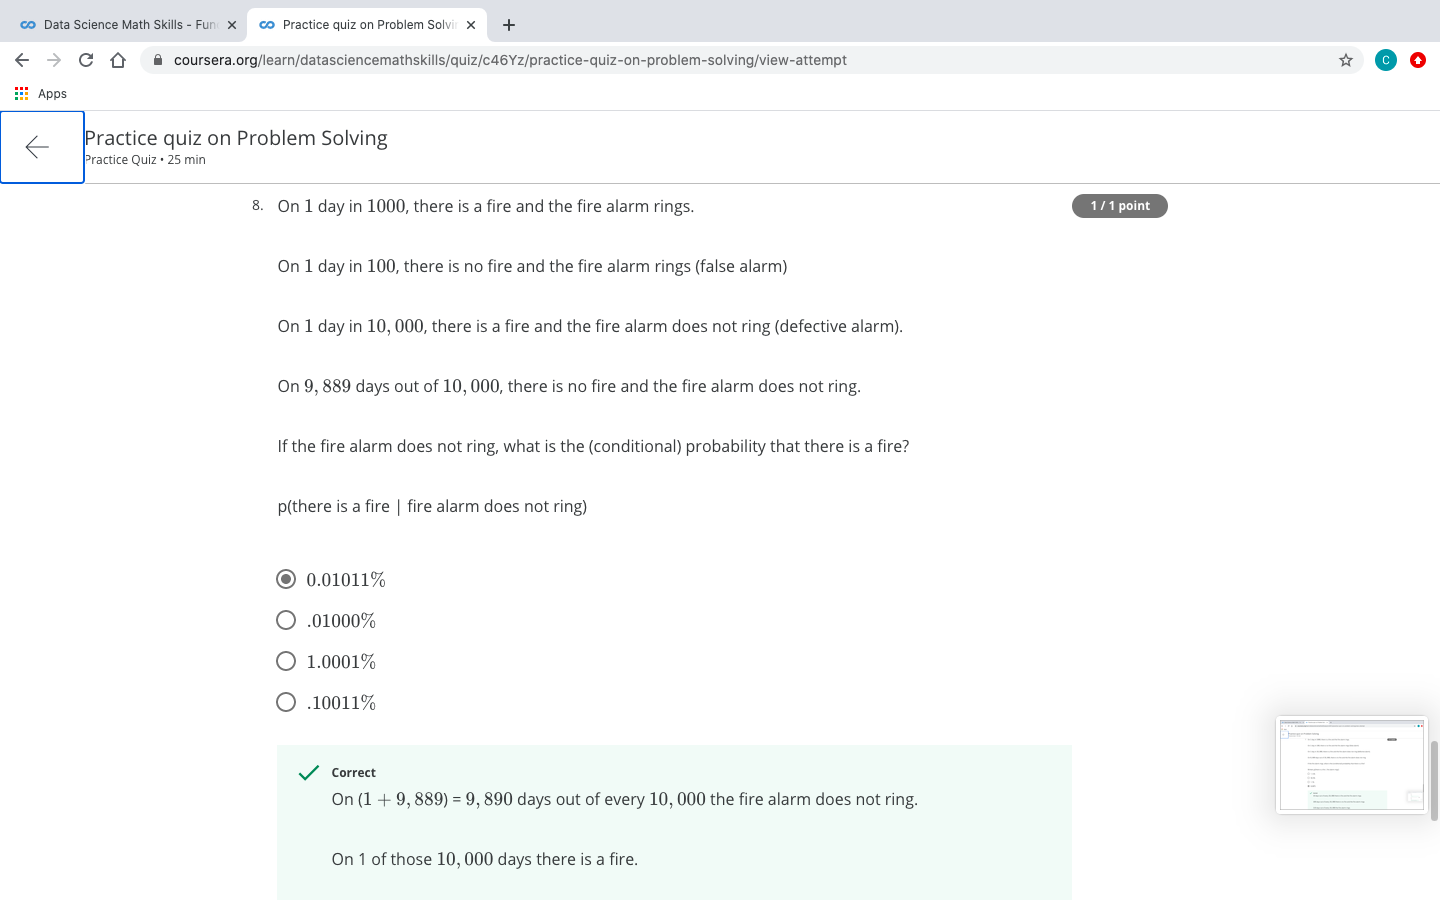 Data Science Math Skills - Fun
Practice quiz on Problem Solvi
coursera.org/learn/datasciencemathskills/quiz/c46Yz/practice-quiz-on-problem-solving/view-attempt
C
Apps
Practice quiz on Problem Solving
Practice Quiz • 25 min
8. On 1 day in 1000, there is a fire and the fire alarm rings.
1 / 1 point
On 1 day in 100, there is no fire and the fire alarm rings (false alarm)
On 1 day in 10, 000, there is a fire and the fire alarm does not ring (defective alarm).
On 9, 889 days out of 10, 000, there is no fire and the fire alarm does not ring.
If the fire alarm does not ring, what is the (conditional) probability that there is a fire?
p(there is a fire | fire alarm does not ring)
0.01011%
.01000%
1.0001%
.10011%
Correct
On (1 + 9, 889) = 9, 890 days out of every 10, 000 the fire alarm does not ring.
On 1 of those 10, 000 days there is a fire.